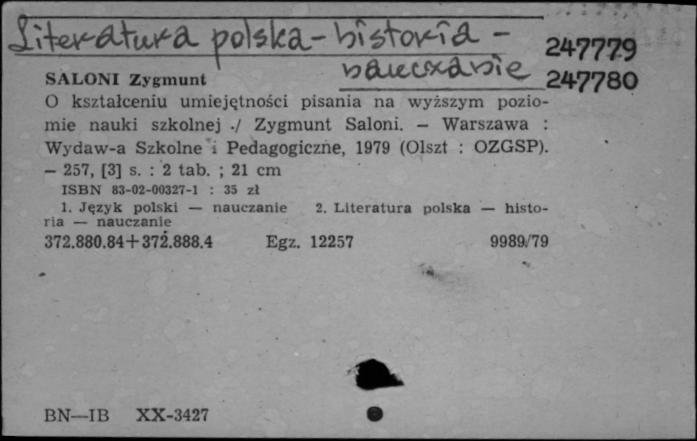 Literatura polska - historia -
nauczanie
247779
247780
SALONI Zygmunt
O kształceniu umiejętności pisania na wyższym pozio-
mie nauki szkolnej ./ Zygmunt Saloni. — Warszawa :
Wydaw-a Szkolne i Pedagogiczne, 1979 (Olszt : OZGSP).
— 257, [3] s. : 2 tab. ; 21 cm
ISBN 83-02-00327-1 : 35 zł
1. Język polski — nauczanie 2. Literatura polska — histo-
ria — nauczanie
372.880.84+372.888.4 Egz. 12257 9989/79
BN—IB XX-3427